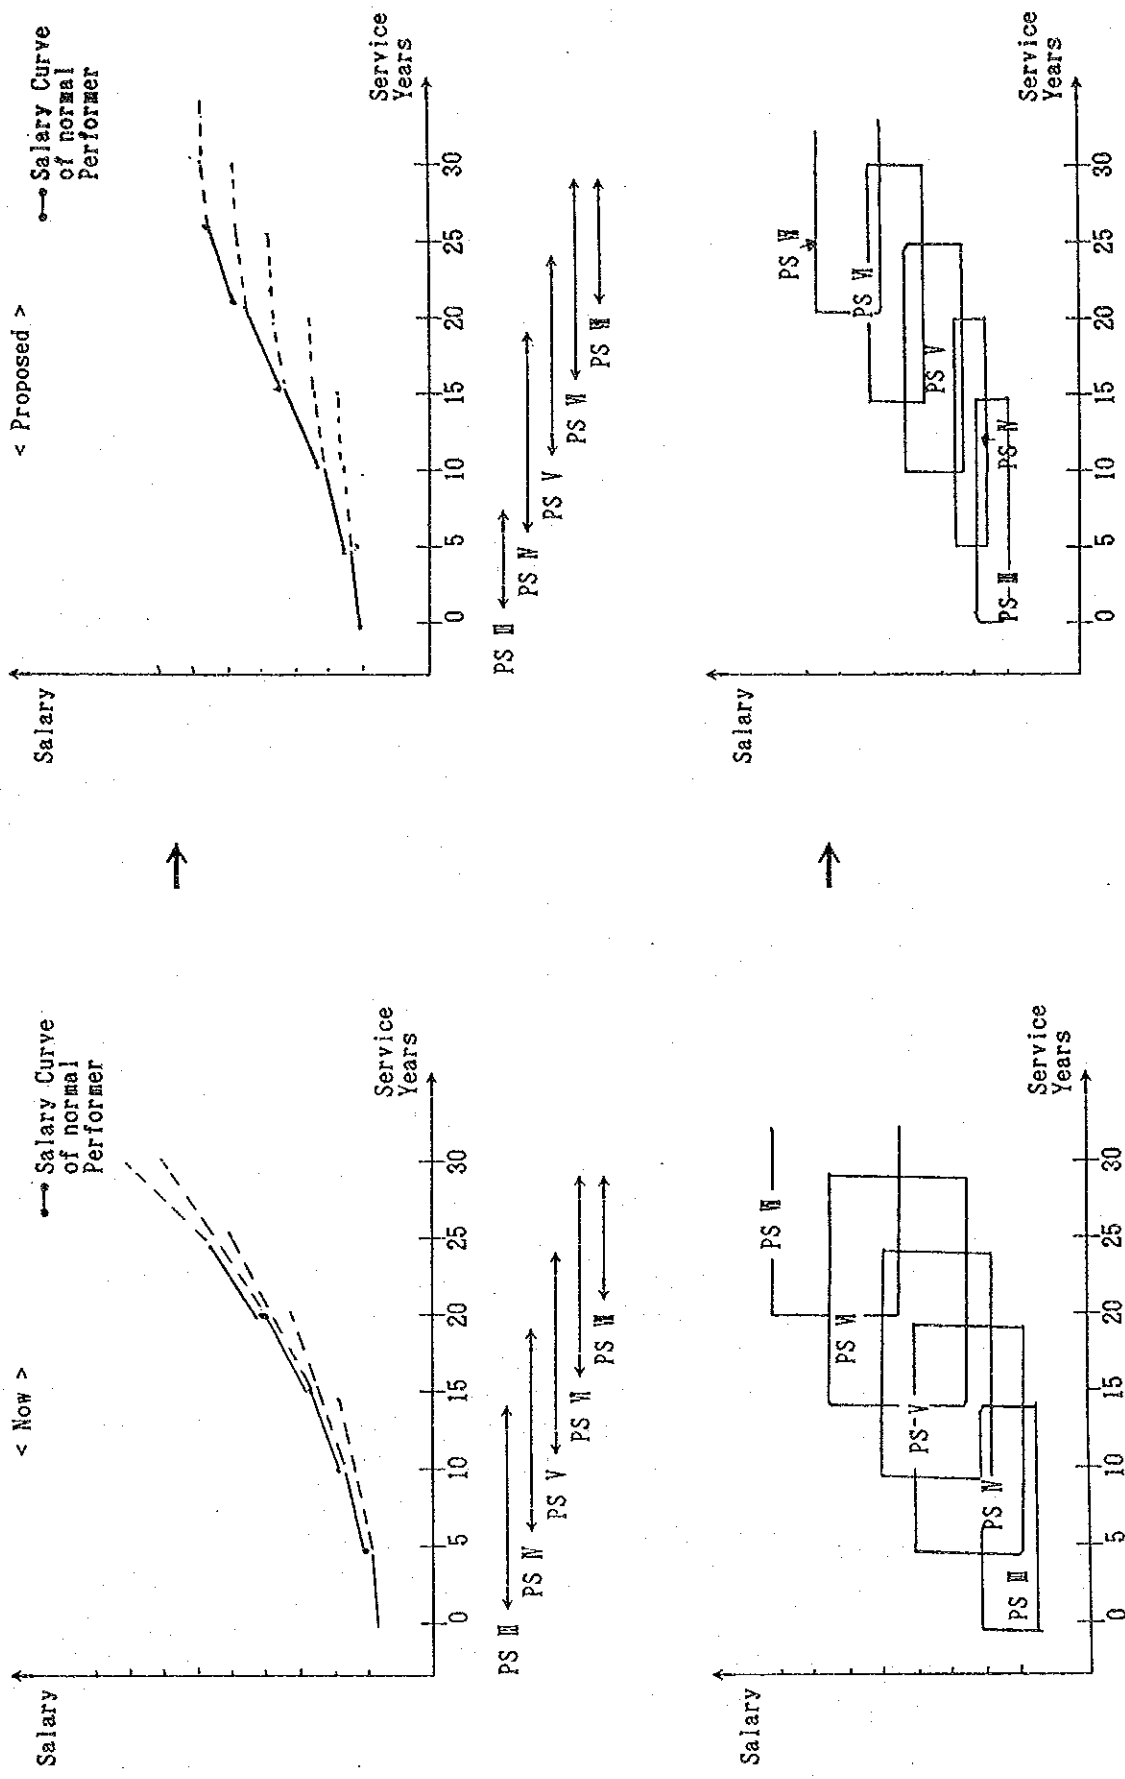 < Now >
Salary
Salary Curve
of normal
Performer
0 5 10 15 20 25 30
Service
Years
PS Ⅲ
PS Ⅳ
PS Ⅴ
PS Ⅵ
PS Ⅶ
< Proposed >
Salary
Salary Curve
of normal
Performer
0 5 10 15 20 25 30
Service
Years
PS Ⅲ
PS Ⅳ
PS Ⅴ
PS Ⅵ
PS Ⅶ
Salary
PS Ⅶ
PS Ⅵ
PS Ⅴ
PS Ⅳ
PS Ⅲ
0 5 10 15 20 25 30
Service
Years
Salary
PS Ⅶ
PS Ⅵ
PS Ⅴ
PS Ⅳ
PS Ⅲ
0 5 10 15 20 25 30
Service
Years